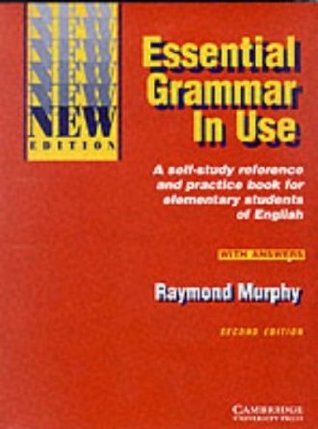 NEW
NEW
NEW
NEW
NEW
EDITION
Essential
Grammar
In Use
A self-study reference
and practice book for
elementary students
of English
WITH ANSWERS
Raymond Murphy
SECOND EDITION
CAMBRIDGE
UNIVERSITY PRESS